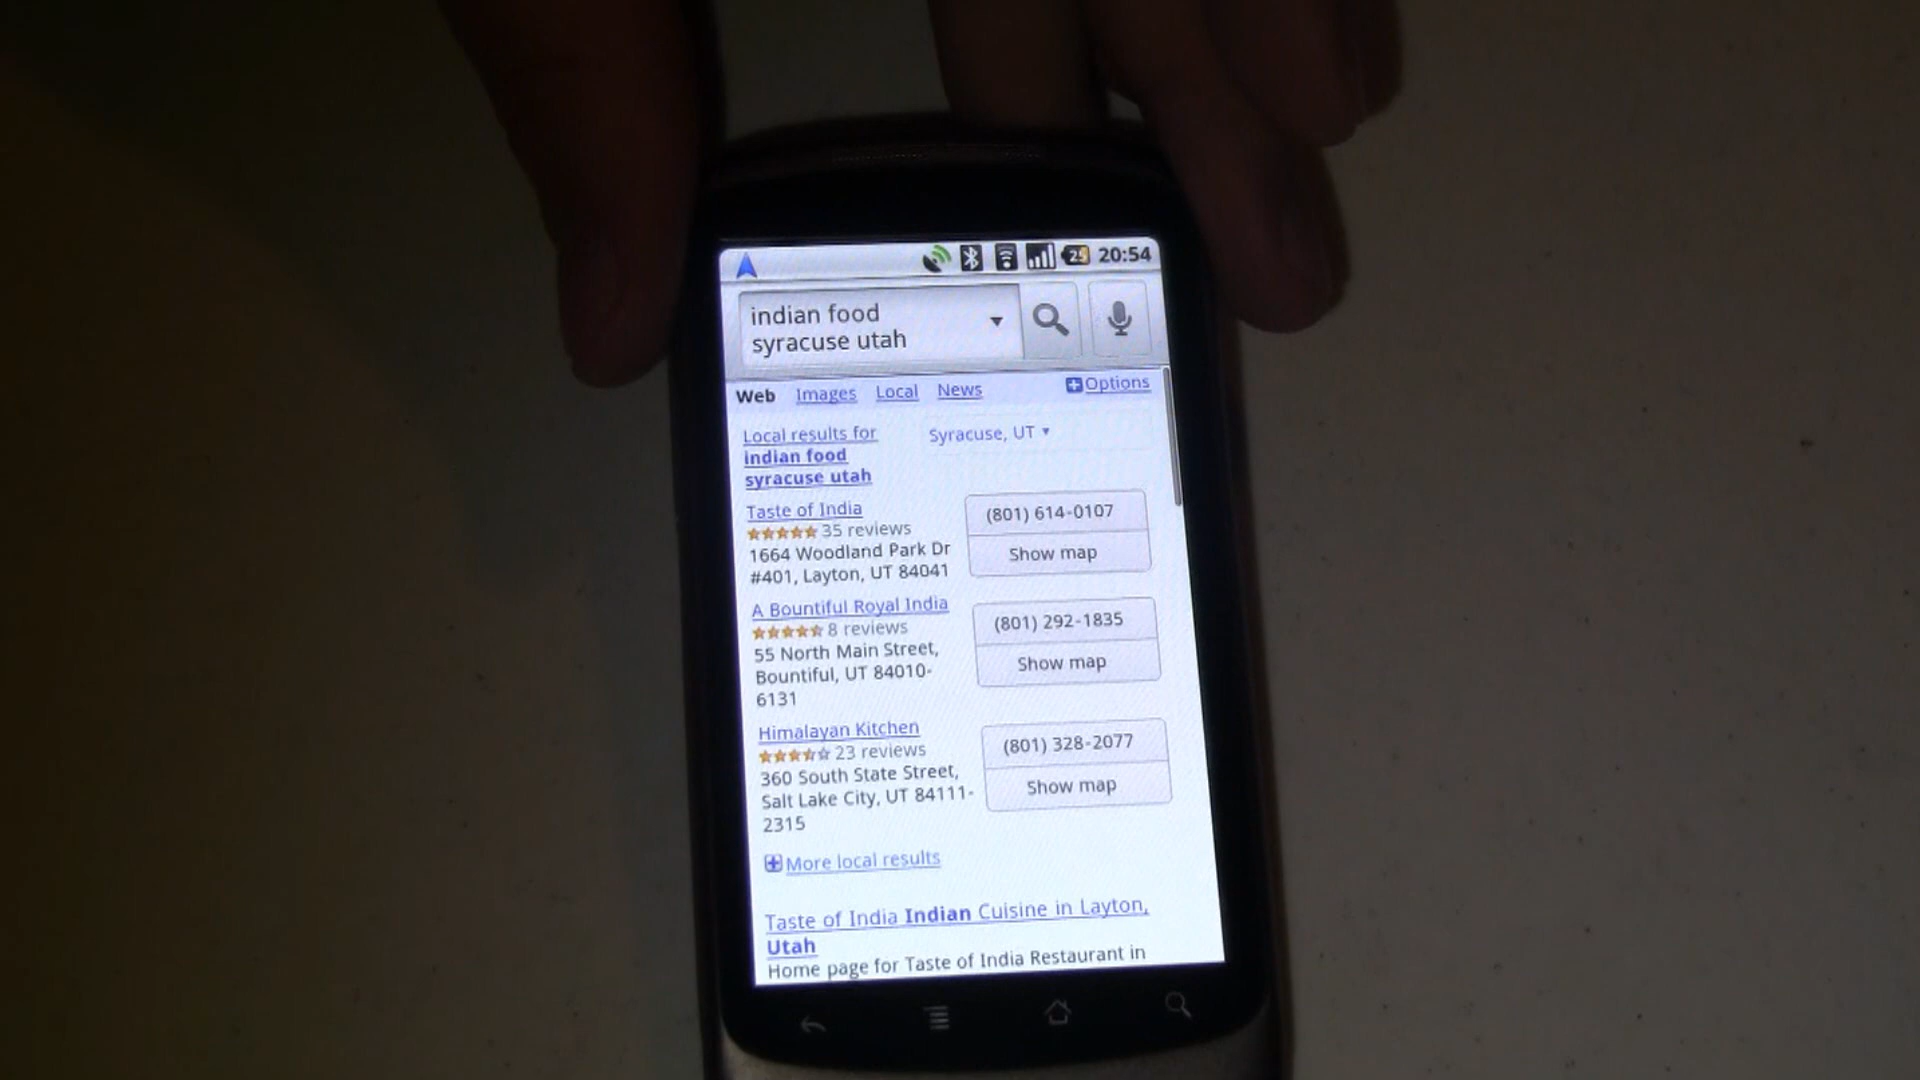 25 20:54
indian food
syracuse utah
Web Images Local News Options
Local results for
indian food
syracuse utah
Syracuse, UT
Taste of India
35 reviews
1664 Woodland Park Dr
#401, Layton, UT 84041
(801) 614-0107
Show map
A Bountiful Royal India
8 reviews
55 North Main Street,
Bountiful, UT 84010-
6131
(801) 292-1835
Show map
Himalayan Kitchen
23 reviews
360 South State Street,
Salt Lake City, UT 84111-
2315
(801) 328-2077
Show map
More local results
Taste of India Indian Cuisine in Layton,
Utah
Home page for Taste of India Restaurant in